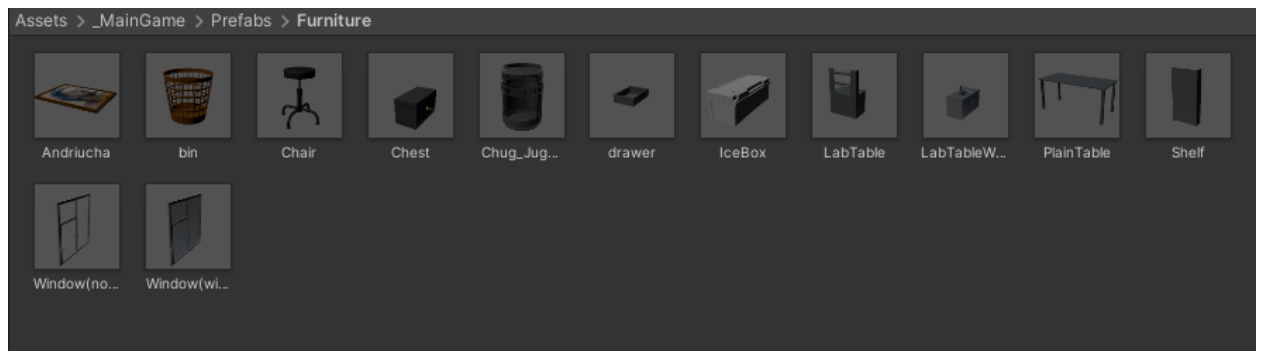 Assets > _MainGame > Prefabs > Furniture
Andriucha bin Chair Chest Chug_Jug... drawer IceBox LabTable LabTableW... PlainTable Shelf
Window(no... Window(wi...